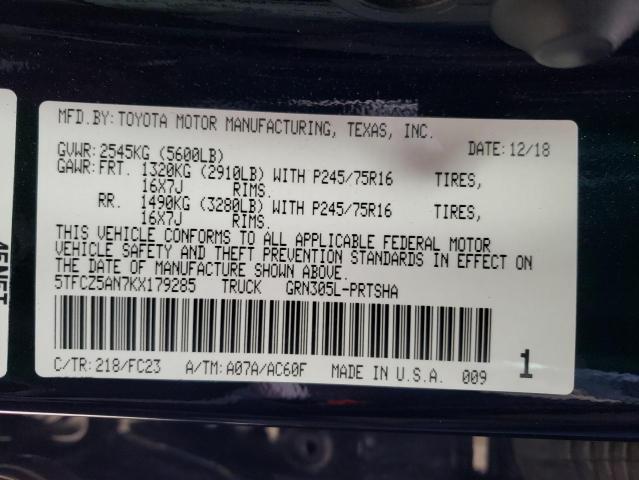 MFD.BY: TOYOTA MOTOR MANUFACTURING, TEXAS, INC.
GVWR: 2545KG (5600LB) DATE: 12/18
GAWR: FRT. 1320KG (2910LB) WITH P245/75R16 TIRES,
16X7J RIMS.
RR. 1490KG (3280LB) WITH P245/75R16 TIRES,
16X7J RIMS.
THIS VEHICLE CONFORMS TO ALL APPLICABLE FEDERAL MOTOR
VEHICLE SAFETY AND THEFT PREVENTION STANDARDS IN EFFECT ON
THE DATE OF MANUFACTURE SHOWN ABOVE.
5TFCZ5AN7KX179285 TRUCK GRN305L-PRTSHA
C/TR: 218/FC23 A/TM: A07A/AC60F MADE IN U.S.A. 009 1